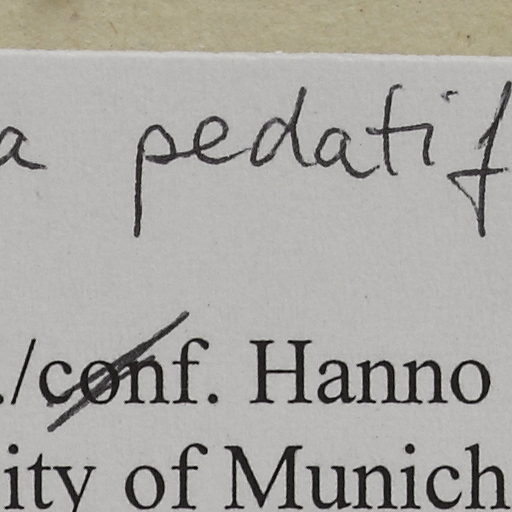 a pedatif
./conf. Hanno
ity of Munich